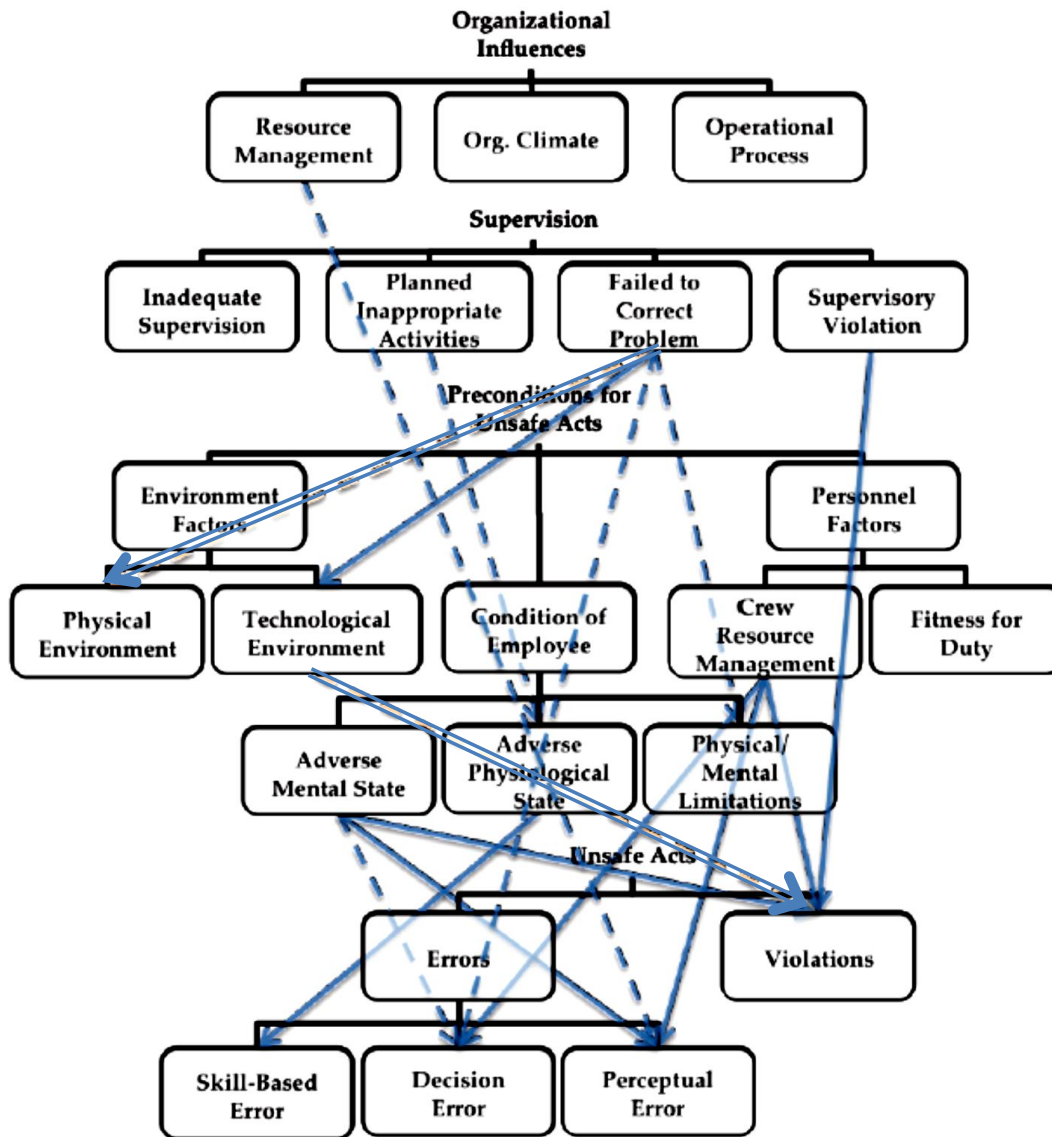 Organizational
Influences
Resource
Management
Org. Climate
Operational
Process
Supervision
Inadequate
Supervision
Planned
Inappropriate
Activities
Failed to
Correct
Problem
Supervisory
Violation
Preconditions for
Unsafe Acts
Environment
Factors
Personnel
Factors
Physical
Environment
Technological
Environment
Condition of
Employee
Crew
Resource
Management
Fitness for
Duty
Adverse
Mental State
Adverse
Physiological
State
Physical/
Mental
Limitations
Unsafe Acts
Errors
Violations
Skill-Based
Error
Decision
Error
Perceptual
Error